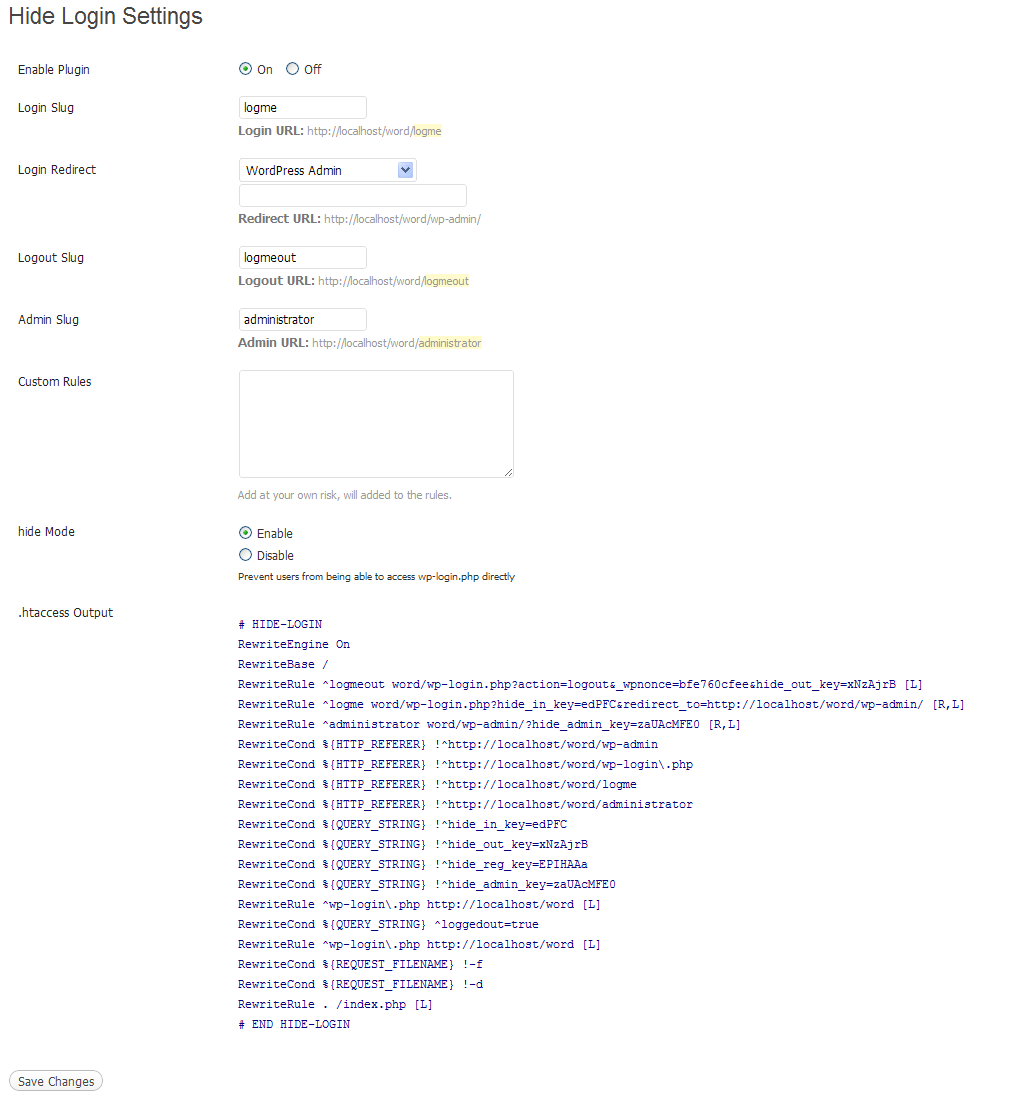 Hide Login Settings
Enable Plugin
On Off
Login Slug
logme
Login URL: http://localhost/word/logme
Login Redirect
WordPress Admin
Redirect URL: http://localhost/word/wp-admin/
Logout Slug
logmeout
Logout URL: http://localhost/word/logmeout
Admin Slug
administrator
Admin URL: http://localhost/word/administrator
Custom Rules
Add at your own risk, will added to the rules.
hide Mode
Enable
Disable
Prevent users from being able to access wp-login.php directly
.htaccess Output
# HIDE-LOGIN
RewriteEngine On
RewriteBase /
RewriteRule ^logmeout word/wp-login.php?action=logout&_wpnonce=bfe760cfee&hide_out_key=xNzAjrB [L]
RewriteRule ^logme word/wp-login.php?hide_in_key=edPFC&redirect_to=http://localhost/word/wp-admin/ [R,L]
RewriteRule ^administrator word/wp-admin/?hide_admin_key=zaUAcMFE0 [R,L]
RewriteCond %{HTTP_REFERER} !^http://localhost/word/wp-admin
RewriteCond %{HTTP_REFERER} !^http://localhost/word/wp-login\.php
RewriteCond %{HTTP_REFERER} !^http://localhost/word/logme
RewriteCond %{HTTP_REFERER} !^http://localhost/word/administrator
RewriteCond %{QUERY_STRING} !^hide_in_key=edPFC
RewriteCond %{QUERY_STRING} !^hide_out_key=xNzAjrB
RewriteCond %{QUERY_STRING} !^hide_reg_key=EPIHAAa
RewriteCond %{QUERY_STRING} !^hide_admin_key=zaUAcMFE0
RewriteRule ^wp-login\.php http://localhost/word [L]
RewriteCond %{QUERY_STRING} ^loggedout=true
RewriteRule ^wp-login\.php http://localhost/word [L]
RewriteCond %{REQUEST_FILENAME} !-f
RewriteCond %{REQUEST_FILENAME} !-d
RewriteRule . /index.php [L]
# END HIDE-LOGIN
Save Changes